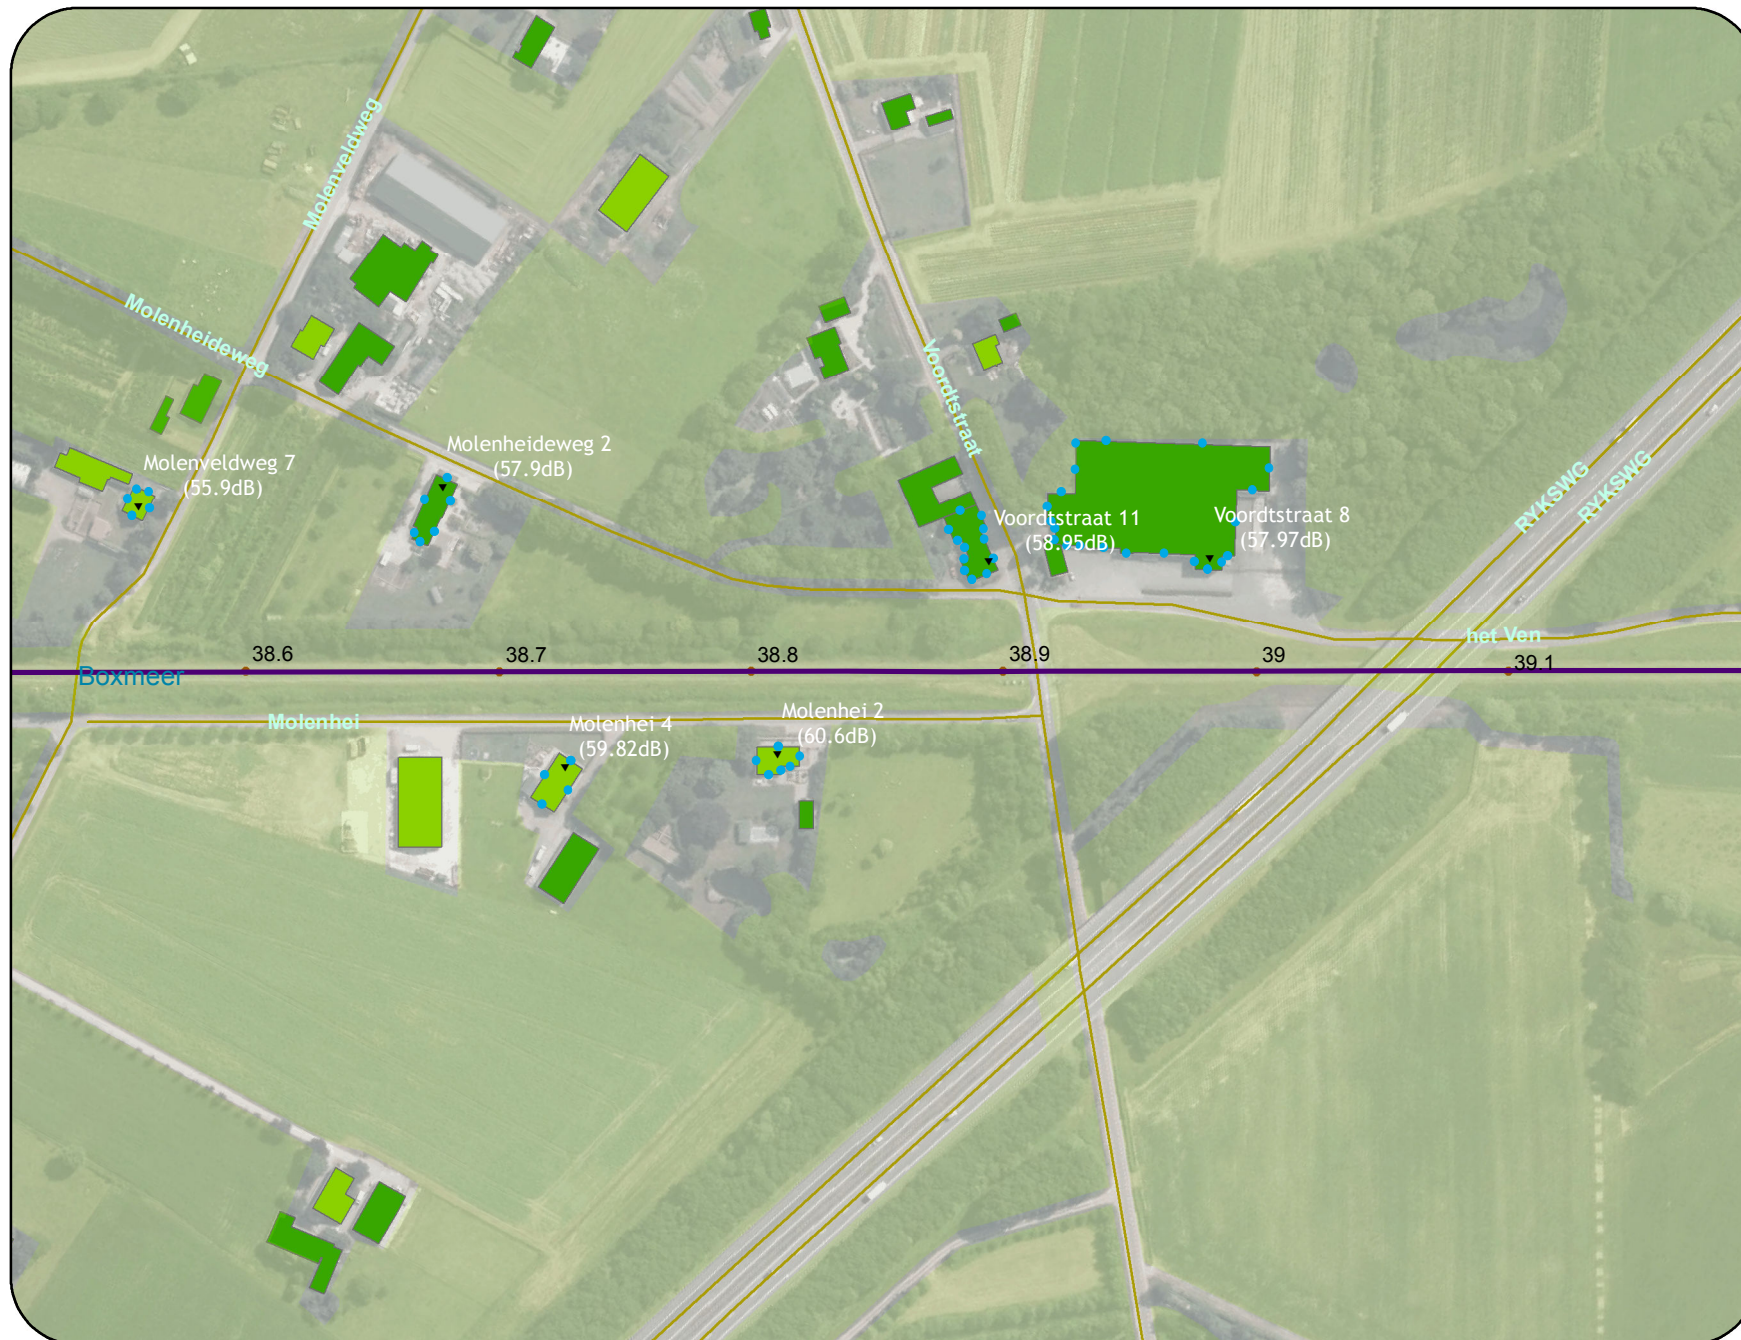 Molenveldweg
Molenheideweg
Voordtstraat
Molenheideweg 2
(57.9dB)
Molenveldweg 7
(55.9dB)
RYKSWG
RYKSWG
Voordtstraat 11
(58.95dB)
Voordtstraat 8
(57.97dB)
het Ven
38.6
38.7
38.8
38.9
39
39.1
Boxmeer
Molenhei
Molenhei 4
(59.82dB)
Molenhei 2
(60.6dB)